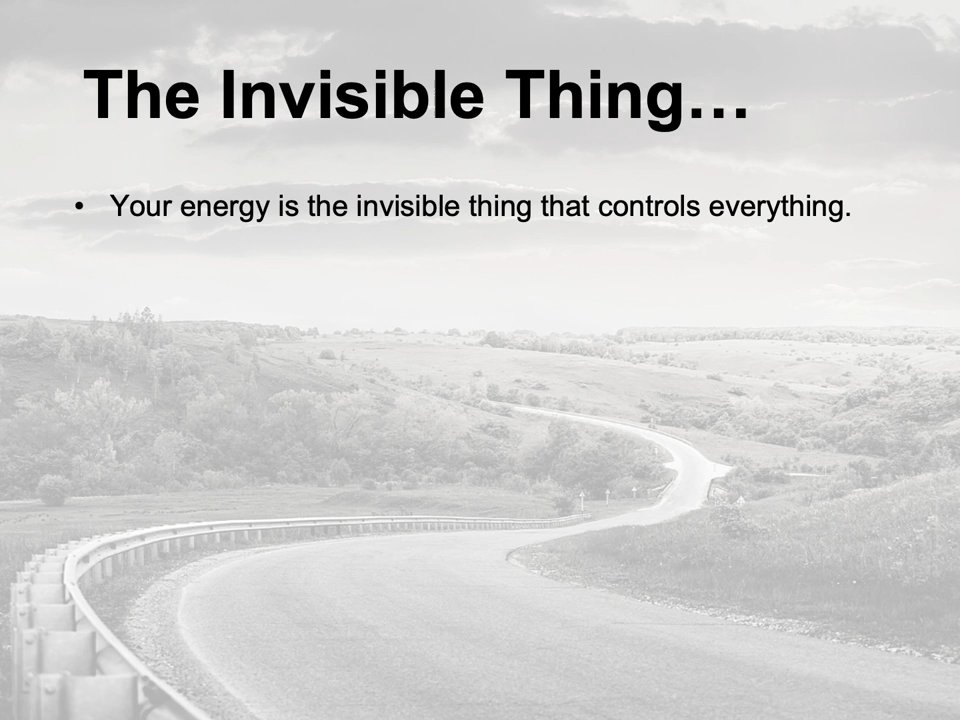 The Invisible Thing…
• Your energy is the invisible thing that controls everything.